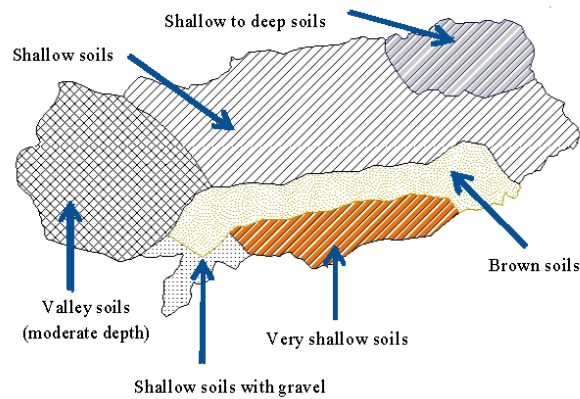 Shallow to deep soils
Shallow soils
Brown soils
Valley soils
(moderate depth)
Very shallow soils
Shallow soils with gravel